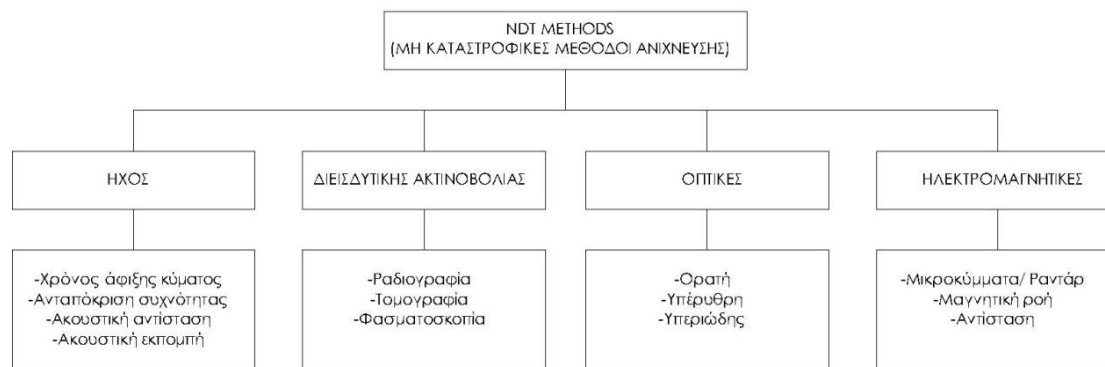 NDT METHODS
(ΜΗ ΚΑΤΑΣΤΡΟΦΙΚΕΣ ΜΕΘΟΔΟΙ ΑΝΙΧΝΕΥΣΗΣ)
ΗΧΟΣ
ΔΙΕΙΣΔΥΤΙΚΗΣ ΑΚΤΙΝΟΒΟΛΙΑΣ
ΟΠΤΙΚΕΣ
ΗΛΕΚΤΡΟΜΑΓΝΗΤΙΚΕΣ
-Χρόνος άφιξης κύματος
-Ανταπόκριση συχνότητας
-Ακουστική αντίσταση
-Ακουστική εκπομπή
-Ραδιογραφία
-Τομογραφία
-Φασματοσκοπία
-Ορατή
-Υπέρυθρη
-Υπεριώδης
-Μικροκύμματα/ Ραντάρ
-Μαγνητική ροή
-Αντίσταση